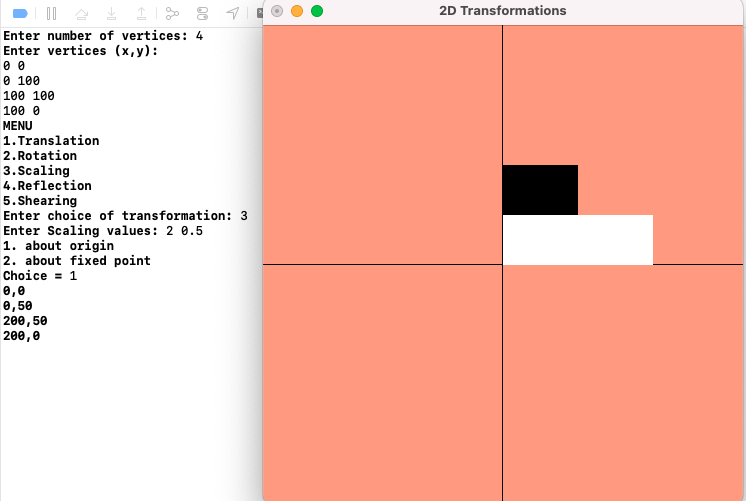 2D Transformations
Enter number of vertices: 4
Enter vertices (x,y):
0 0
0 100
100 100
100 0
MENU
1.Translation
2.Rotation
3.Scaling
4.Reflection
5.Shearing
Enter choice of transformation: 3
Enter Scaling values: 2 0.5
1. about origin
2. about fixed point
Choice = 1
0,0
0,50
200,50
200,0